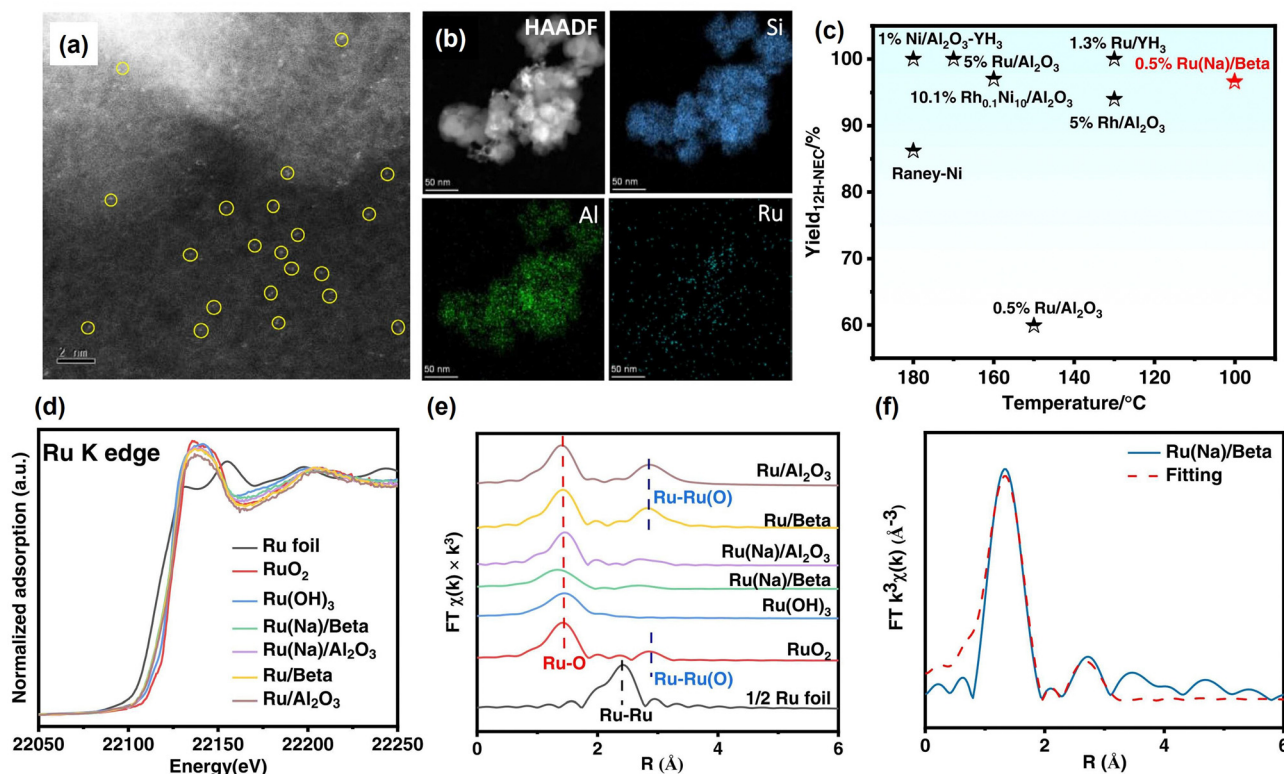 (a)
2 nm
(b)
HAADF
50 nm
Si
50 nm
Al
50 nm
Ru
50 nm
(c)
Yield12H-NEC/%
100
90
80
70
60
1% Ni/Al2O3-YH3
5% Ru/Al2O3
10.1% Rh0.1Ni10/Al2O3
Raney-Ni
1.3% Ru/YH3
0.5% Ru(Na)/Beta
5% Rh/Al2O3
0.5% Ru/Al2O3
180
160
140
120
100
Temperature/°C
(d)
Ru K edge
Normalized adsorption (a.u.)
Ru foil
RuO2
Ru(OH)3
Ru(Na)/Beta
Ru(Na)/Al2O3
Ru/Beta
Ru/Al2O3
22050
22100
22150
22200
22250
Energy(eV)
(e)
FT χ(k) × k³
Ru/Al2O3
Ru-Ru(O)
Ru/Beta
Ru(Na)/Al2O3
Ru(Na)/Beta
Ru(OH)3
RuO2
Ru-O
Ru-Ru(O)
1/2 Ru foil
Ru-Ru
0
2
4
6
R (Å)
(f)
FT k³χ(k) (Å⁻³)
Ru(Na)/Beta
Fitting
0
2
4
6
R (Å)